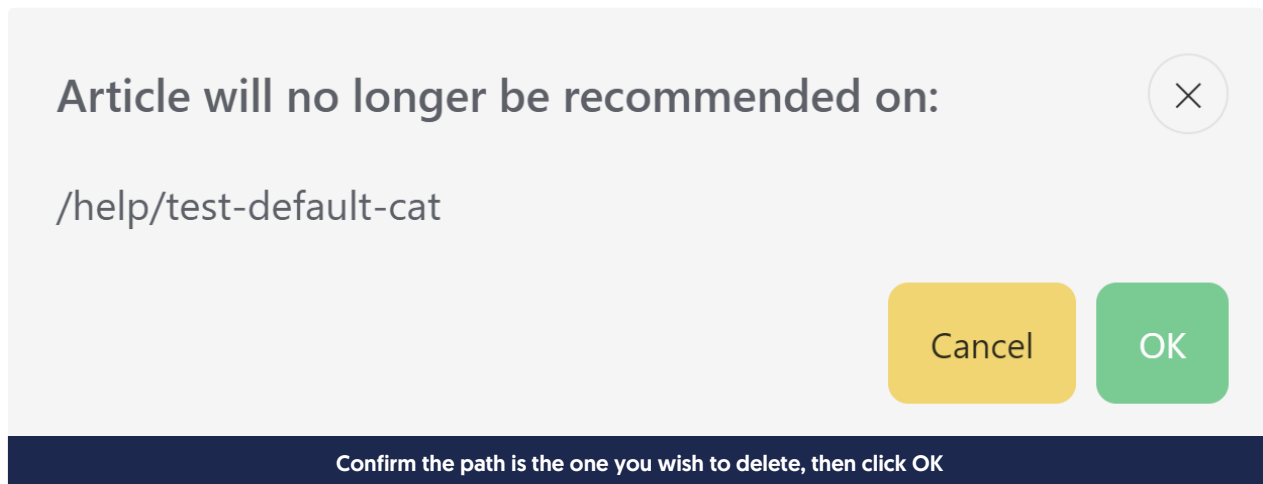 Article will no longer be recommended on:
/help/test-default-cat
Cancel
OK
Confirm the path is the one you wish to delete, then click OK